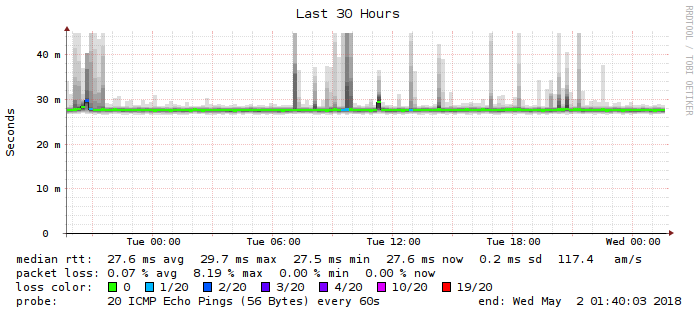 Last 30 Hours
RRDTOOL / TOBI OETIKER
Seconds
40 m
30 m
20 m
10 m
0
Tue 00:00 Tue 06:00 Tue 12:00 Tue 18:00 Wed 00:00
median rtt: 27.6 ms avg 29.7 ms max 27.5 ms min 27.6 ms now 0.2 ms sd 117.4 am/s
packet loss: 0.07 % avg 8.19 % max 0.00 % min 0.00 % now
loss color: 0 1/20 2/20 3/20 4/20 10/20 19/20
probe: 20 ICMP Echo Pings (56 Bytes) every 60s end: Wed May 2 01:40:03 2018